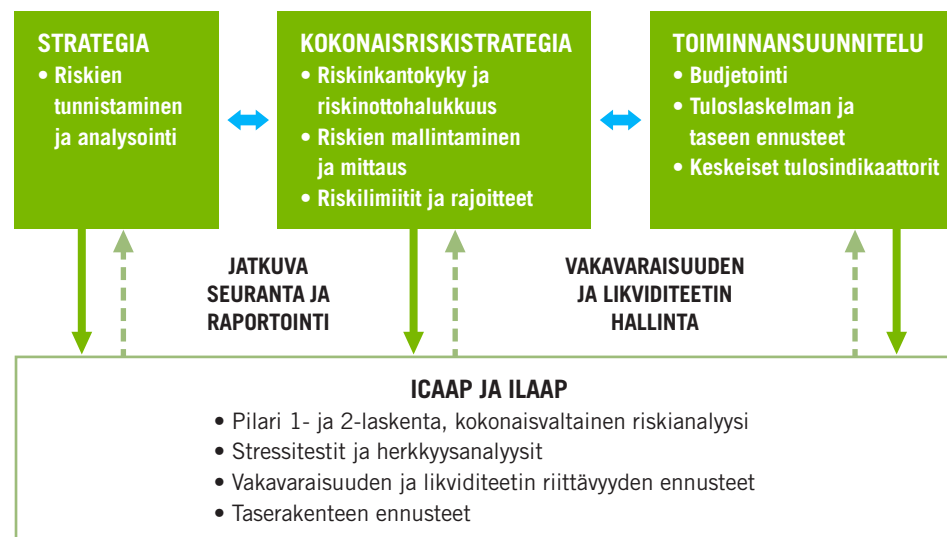 STRATEGIA
• Riskien
tunnistaminen
ja analysointi
KOKONAISRISKISTRATEGIA
• Riskinkantokyky ja
riskinottohalukkuus
• Riskien mallintaminen
ja mittaus
• Riskilimiitit ja rajoitteet
TOIMINNANSUUNNITELU
• Budjetointi
• Tuloslaskelman ja
taseen ennusteet
• Keskeiset tulosindikaattorit
JATKUVA
SEURANTA JA
RAPORTOINTI
VAKAVARAISUUDEN
JA LIKVIDITEETIN
HALLINTA
ICAAP JA ILAAP
• Pilari 1- ja 2-laskenta, kokonaisvaltainen riskianalyysi
• Stressitestit ja herkkyysanalyysit
• Vakavaraisuuden ja likviditeetin riittävyyden ennusteet
• Taserakenteen ennusteet